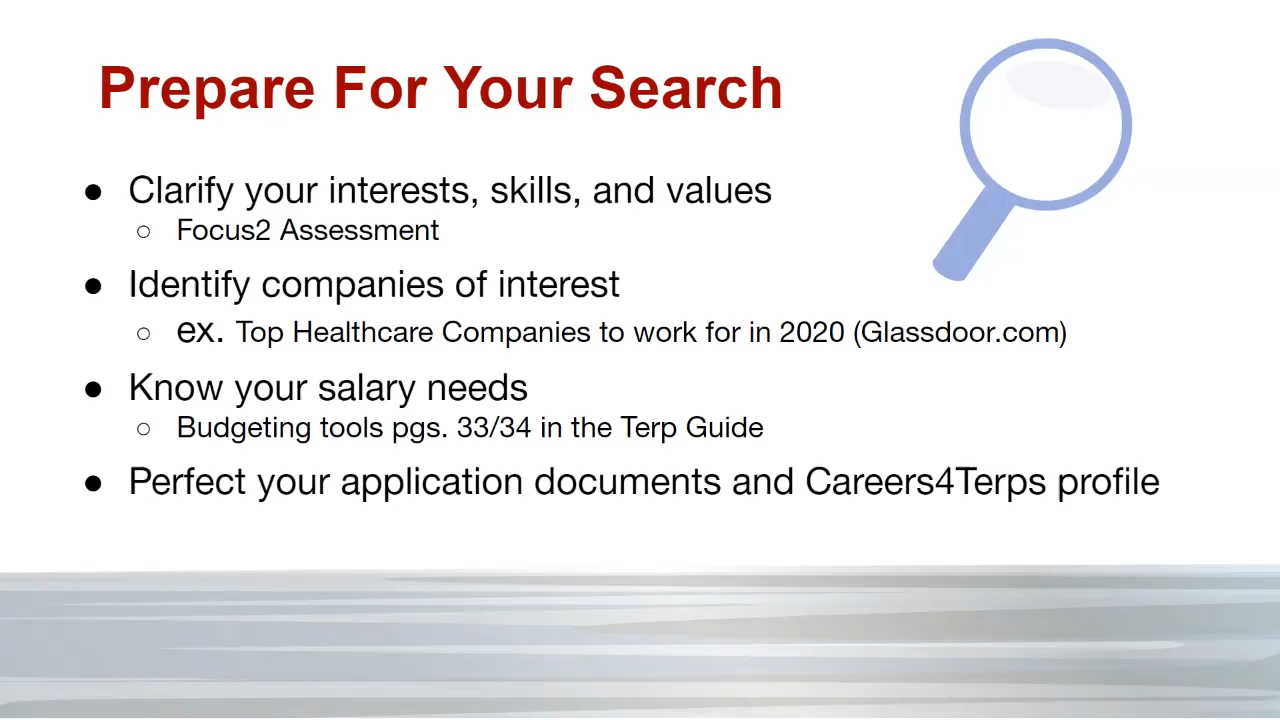 Prepare For Your Search
● Clarify your interests, skills, and values
○ Focus2 Assessment
● Identify companies of interest
○ ex. Top Healthcare Companies to work for in 2020 (Glassdoor.com)
● Know your salary needs
○ Budgeting tools pgs. 33/34 in the Terp Guide
● Perfect your application documents and Careers4Terps profile